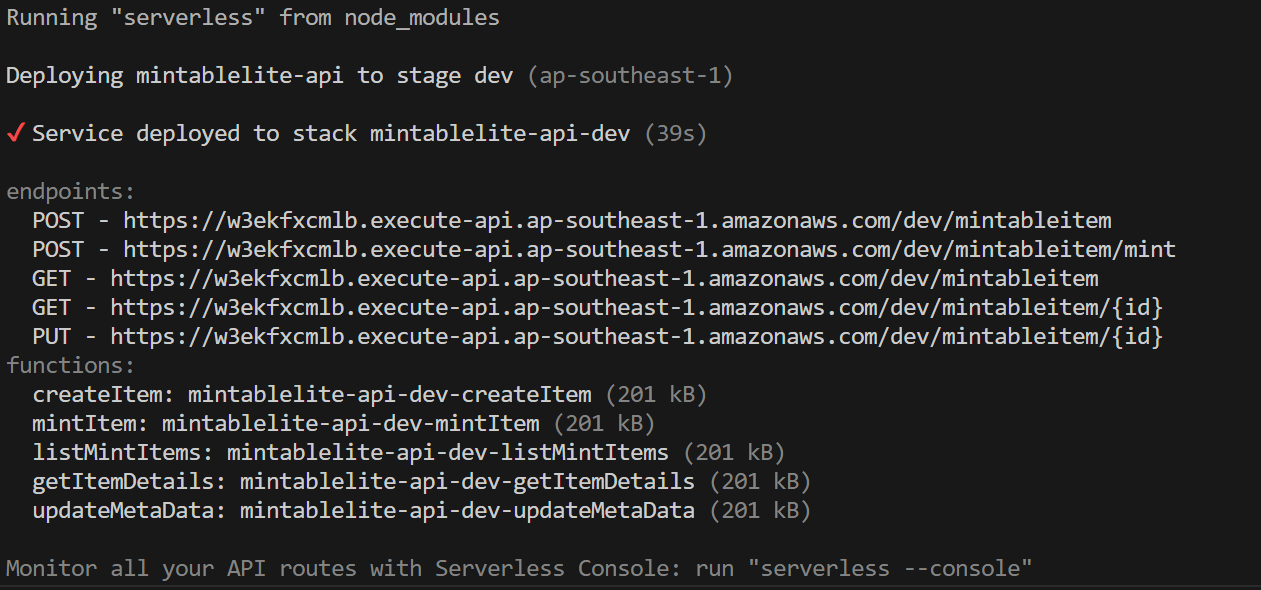 Running "serverless" from node_modules
Deploying mintablelite-api to stage dev (ap-southeast-1)
✓ Service deployed to stack mintablelite-api-dev (39s)
endpoints:
POST - https://w3ekfxcmlb.execute-api.ap-southeast-1.amazonaws.com/dev/mintableitem
POST - https://w3ekfxcmlb.execute-api.ap-southeast-1.amazonaws.com/dev/mintableitem/mint
GET - https://w3ekfxcmlb.execute-api.ap-southeast-1.amazonaws.com/dev/mintableitem
GET - https://w3ekfxcmlb.execute-api.ap-southeast-1.amazonaws.com/dev/mintableitem/{id}
PUT - https://w3ekfxcmlb.execute-api.ap-southeast-1.amazonaws.com/dev/mintableitem/{id}
functions:
createItem: mintablelite-api-dev-createItem (201 kB)
mintItem: mintablelite-api-dev-mintItem (201 kB)
listMintItems: mintablelite-api-dev-listMintItems (201 kB)
getItemDetails: mintablelite-api-dev-getItemDetails (201 kB)
updateMetaData: mintablelite-api-dev-updateMetaData (201 kB)
Monitor all your API routes with Serverless Console: run "serverless --console"